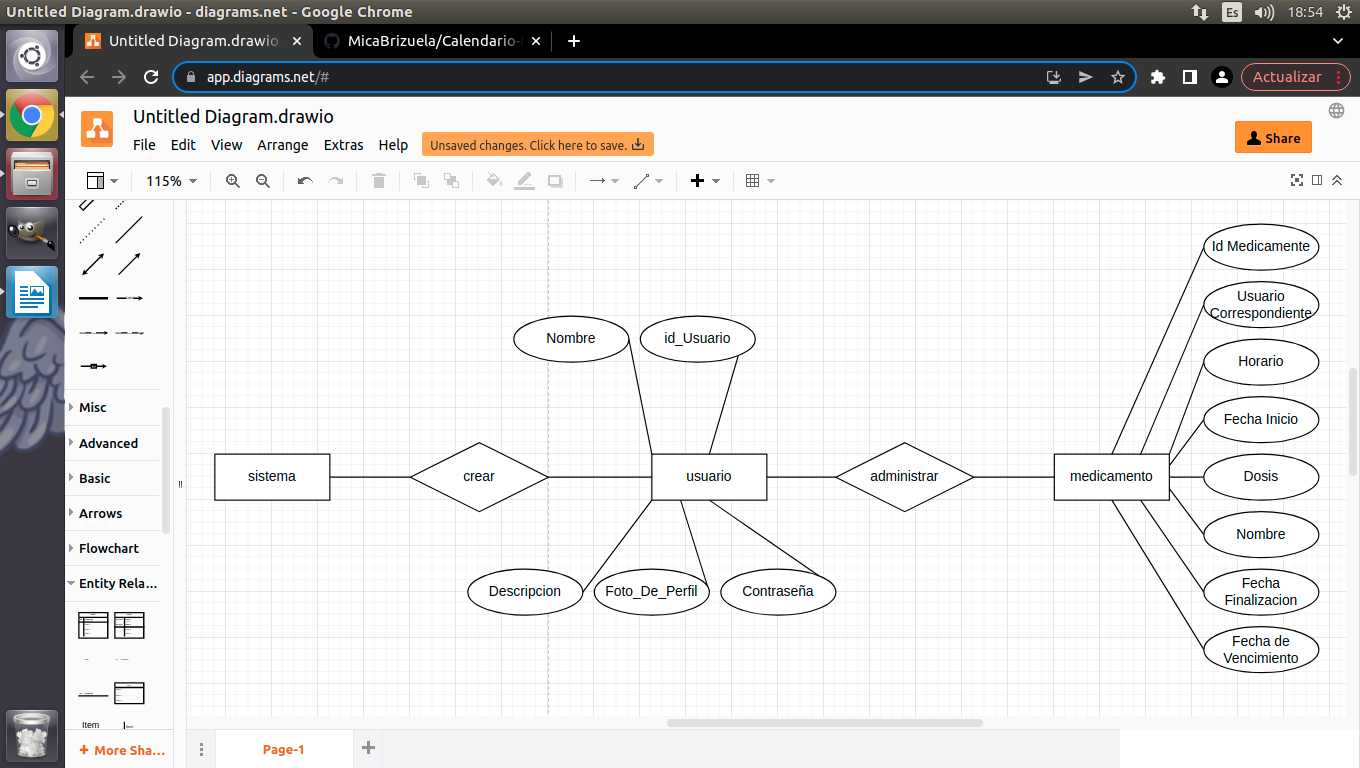 Untitled Diagram.drawio - diagrams.net - Google Chrome
Es
18:54
Untitled Diagram.drawio
MicaBrizuela/Calendario-
app.diagrams.net/#
Actualizar
Untitled Diagram.drawio
File Edit View Arrange Extras Help
Unsaved changes. Click here to save.
Share
115%
Misc
Advanced
Basic
Arrows
Flowchart
Entity Rela...
Item
More Sha...
Id Medicamente
Usuario
Correspondiente
Nombre
id_Usuario
Horario
Fecha Inicio
sistema
crear
usuario
administrar
medicamento
Dosis
Nombre
Descripcion
Foto_De_Perfil
Contraseña
Fecha
Finalizacion
Fecha de
Vencimiento
Page-1